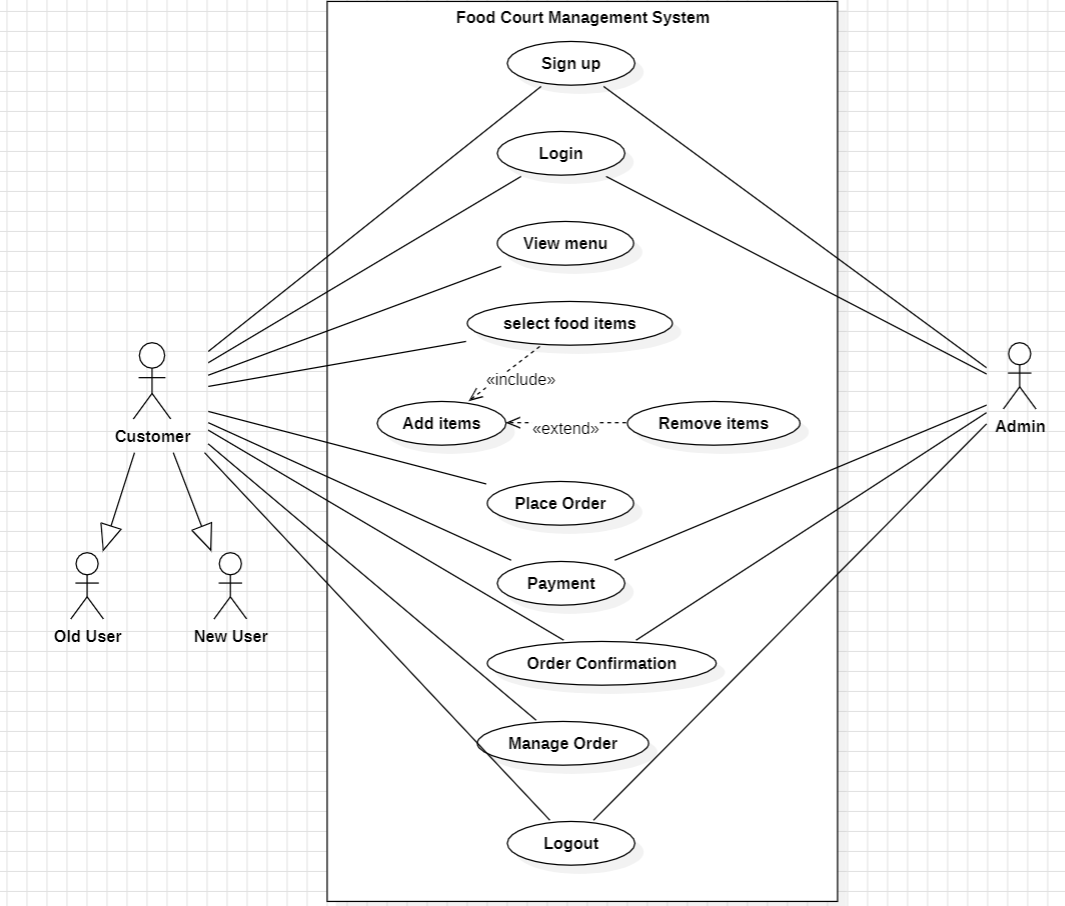 Food Court Management System
Sign up
Login
View menu
select food items
«include»
Add items
«extend»
Remove items
Customer
Admin
Place Order
Payment
Old User
New User
Order Confirmation
Manage Order
Logout